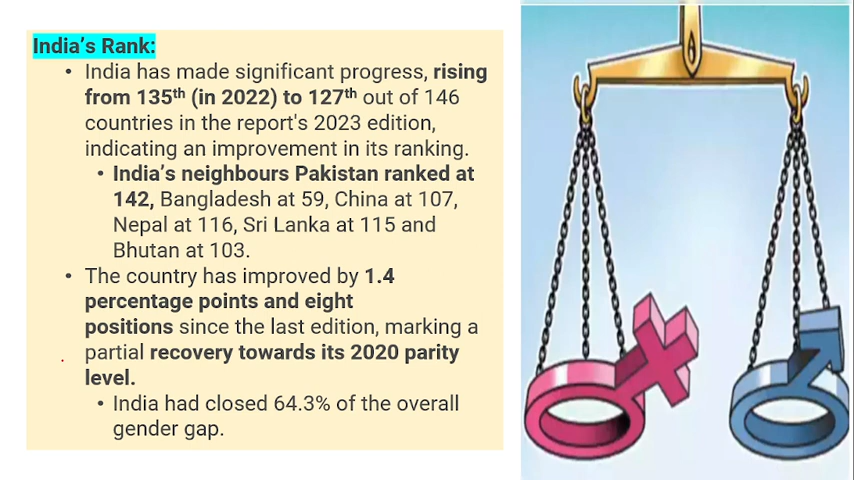 India's Rank:
• India has made significant progress, rising
from 135th (in 2022) to 127th out of 146
countries in the report's 2023 edition,
indicating an improvement in its ranking.
• India's neighbours Pakistan ranked at
142, Bangladesh at 59, China at 107,
Nepal at 116, Sri Lanka at 115 and
Bhutan at 103.
• The country has improved by 1.4
percentage points and eight
positions since the last edition, marking a
partial recovery towards its 2020 parity
level.
• India had closed 64.3% of the overall
gender gap.